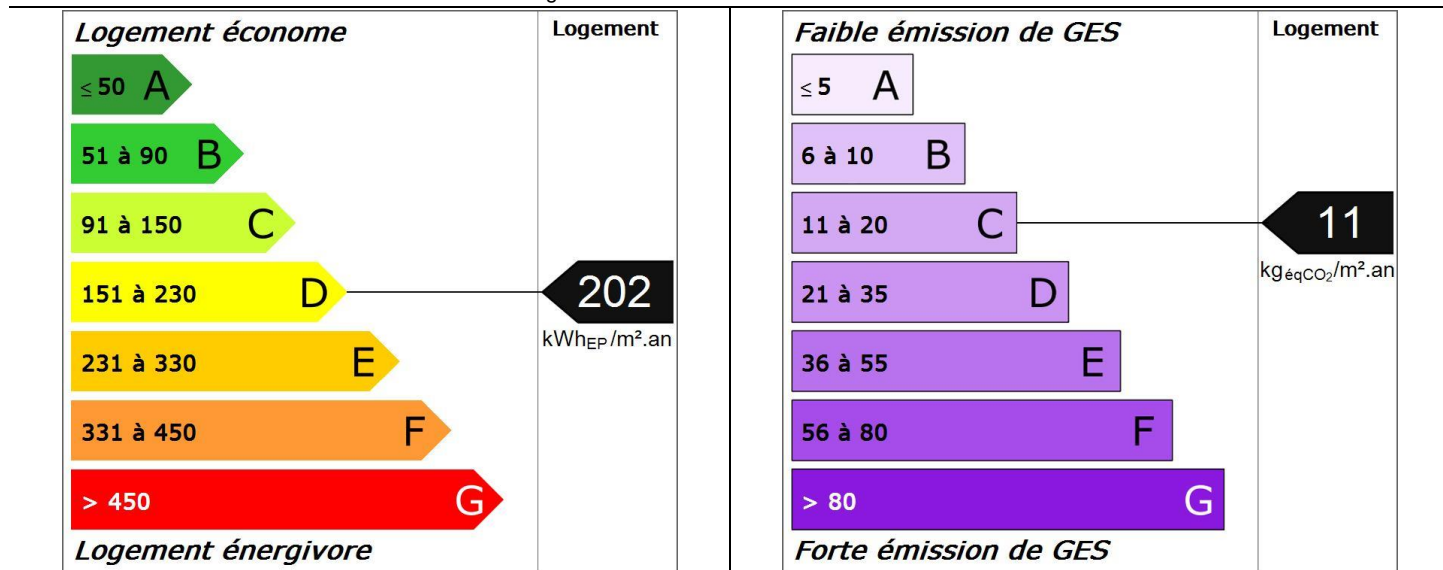 Logement économe
Logement
≤ 50 A
51 à 90 B
91 à 150 C
151 à 230 D
202
kWhEP/m².an
231 à 330 E
331 à 450 F
> 450 G
Logement énergivore
Faible émission de GES
Logement
≤ 5 A
6 à 10 B
11 à 20 C
11
kgéqCO₂/m².an
21 à 35 D
36 à 55 E
56 à 80 F
> 80 G
Forte émission de GES